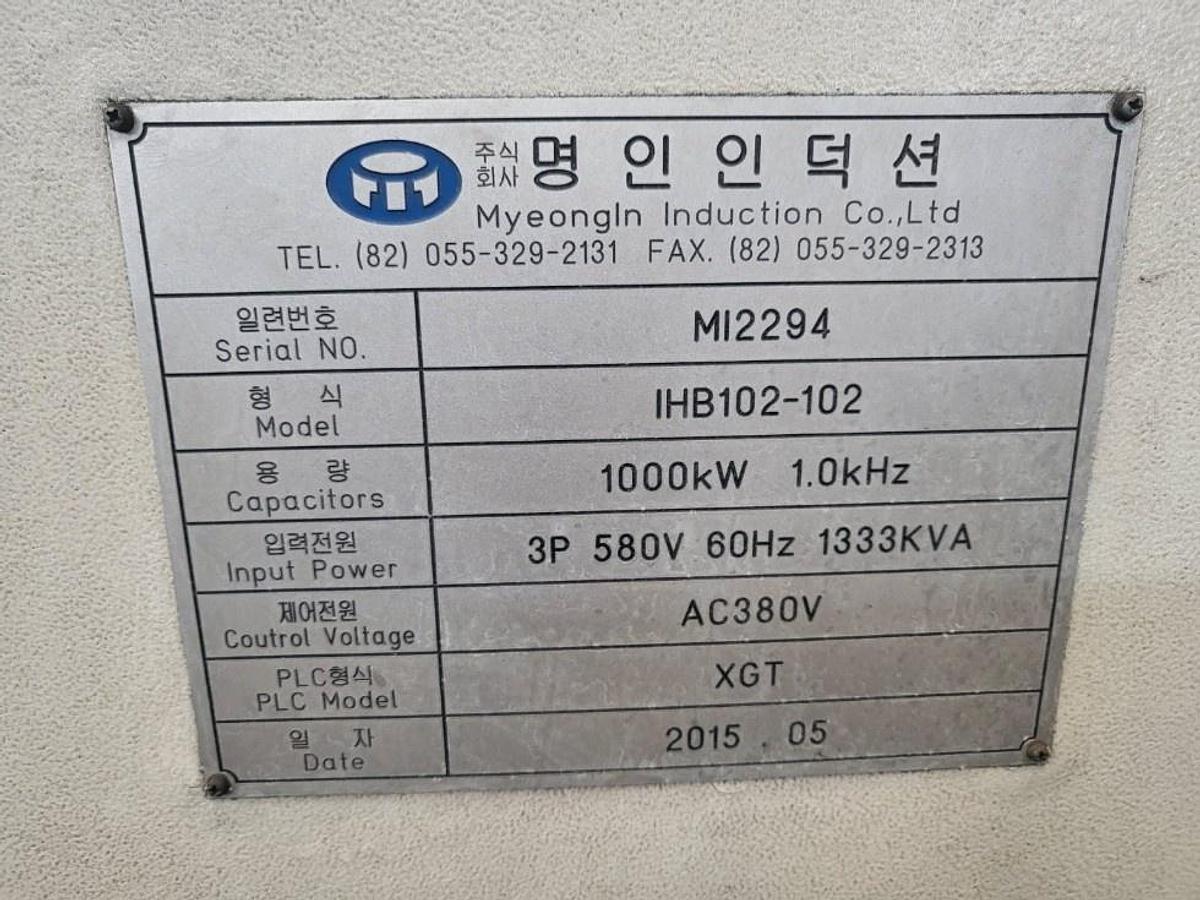 주식회사 명인인덕션
MyeongIn Induction Co.,Ltd
TEL. (82) 055-329-2131 FAX. (82) 055-329-2313
일련번호
Serial NO.
MI2294
형 식
Model
IHB102-102
용 량
Capacitors
1000kW 1.0kHz
입력전원
Input Power
3P 580V 60Hz 1333KVA
제어전원
Coutrol Voltage
AC380V
PLC형식
PLC Model
XGT
일 자
Date
2015 . 05